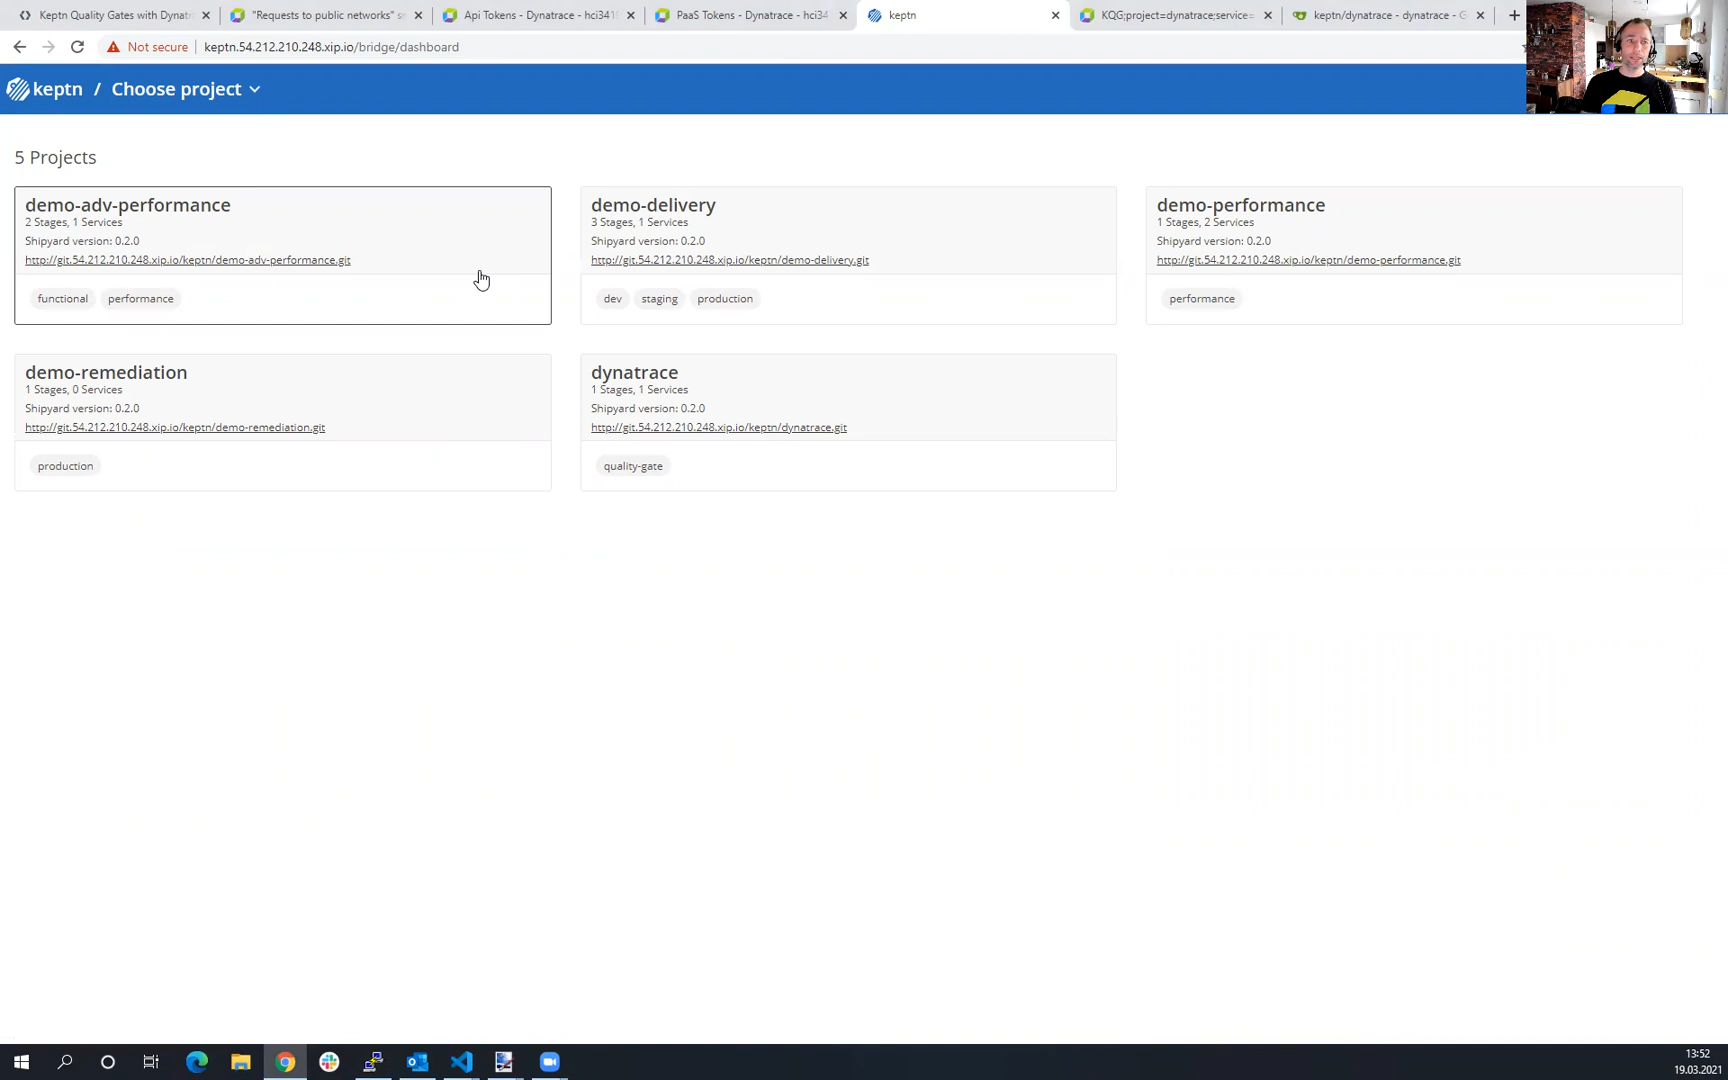 Keptn Quality Gates with Dynatr
"Requests to public networks" s
Api Tokens - Dynatrace - hci341
PaaS Tokens - Dynatrace - hci34
keptn
KQG;project=dynatrace;service=
keptn/dynatrace - dynatrace - G
Not secure
keptn.54.212.210.248.xip.io/bridge/dashboard
keptn / Choose project
5 Projects
demo-adv-performance
2 Stages, 1 Services
Shipyard version: 0.2.0
http://git.54.212.210.248.xip.io/keptn/demo-adv-performance.git
functional
performance
demo-delivery
3 Stages, 1 Services
Shipyard version: 0.2.0
http://git.54.212.210.248.xip.io/keptn/demo-delivery.git
dev
staging
production
demo-performance
1 Stages, 2 Services
Shipyard version: 0.2.0
http://git.54.212.210.248.xip.io/keptn/demo-performance.git
performance
demo-remediation
1 Stages, 0 Services
Shipyard version: 0.2.0
http://git.54.212.210.248.xip.io/keptn/demo-remediation.git
production
dynatrace
1 Stages, 1 Services
Shipyard version: 0.2.0
http://git.54.212.210.248.xip.io/keptn/dynatrace.git
quality-gate
13:52
19.03.2021